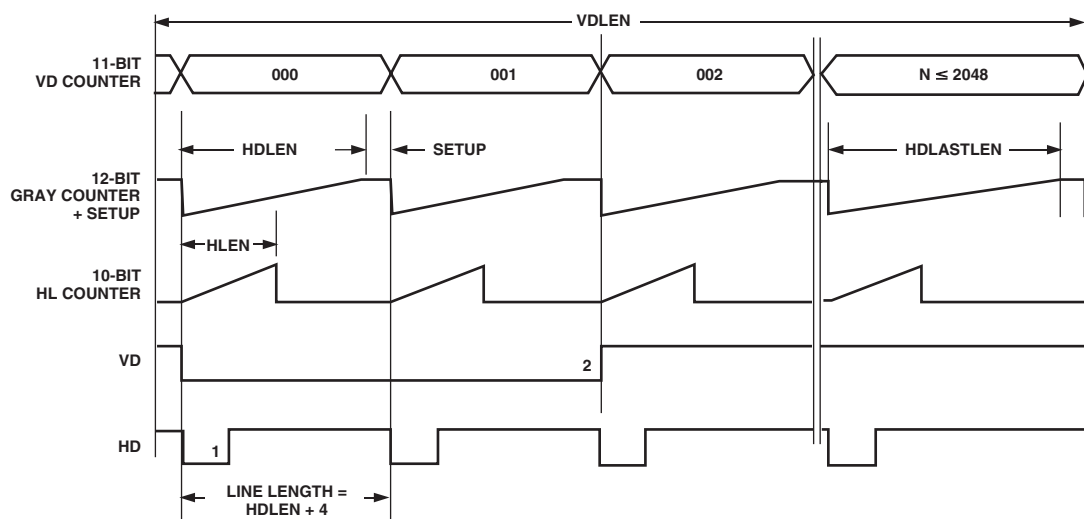 VDLEN
11-BIT
VD COUNTER
000
001
002
N ≤ 2048
HDLEN
SETUP
HDLASTLEN
12-BIT
GRAY COUNTER
+ SETUP
HLEN
10-BIT
HL COUNTER
VD
2
HD
1
LINE LENGTH =
HDLEN + 4